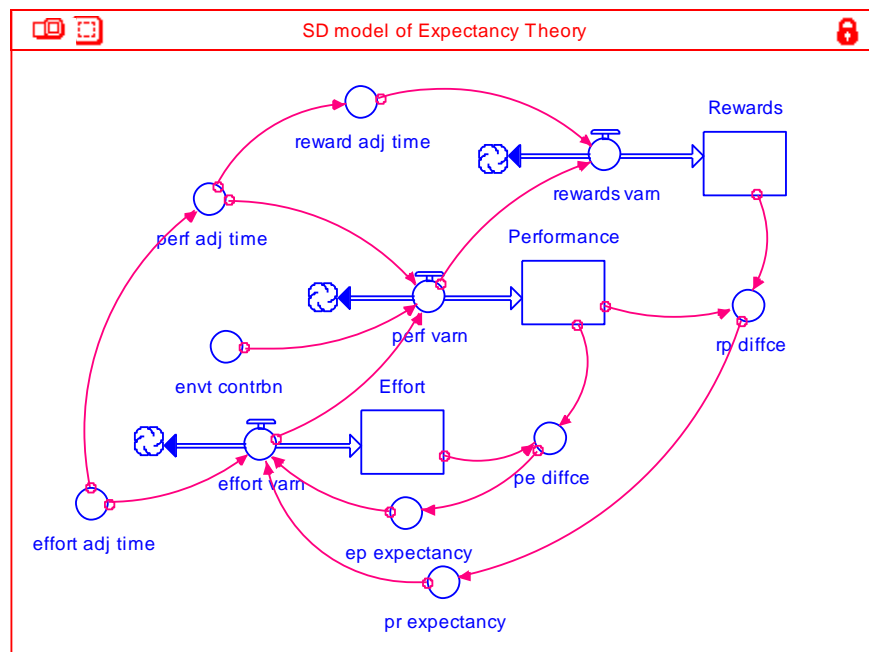 SD model of Expectancy Theory
Rewards
reward adj time
rewards varn
perf adj time
Performance
perf varn
rp diffce
envt contrbn
Effort
effort varn
pe diffce
effort adj time
ep expectancy
pr expectancy